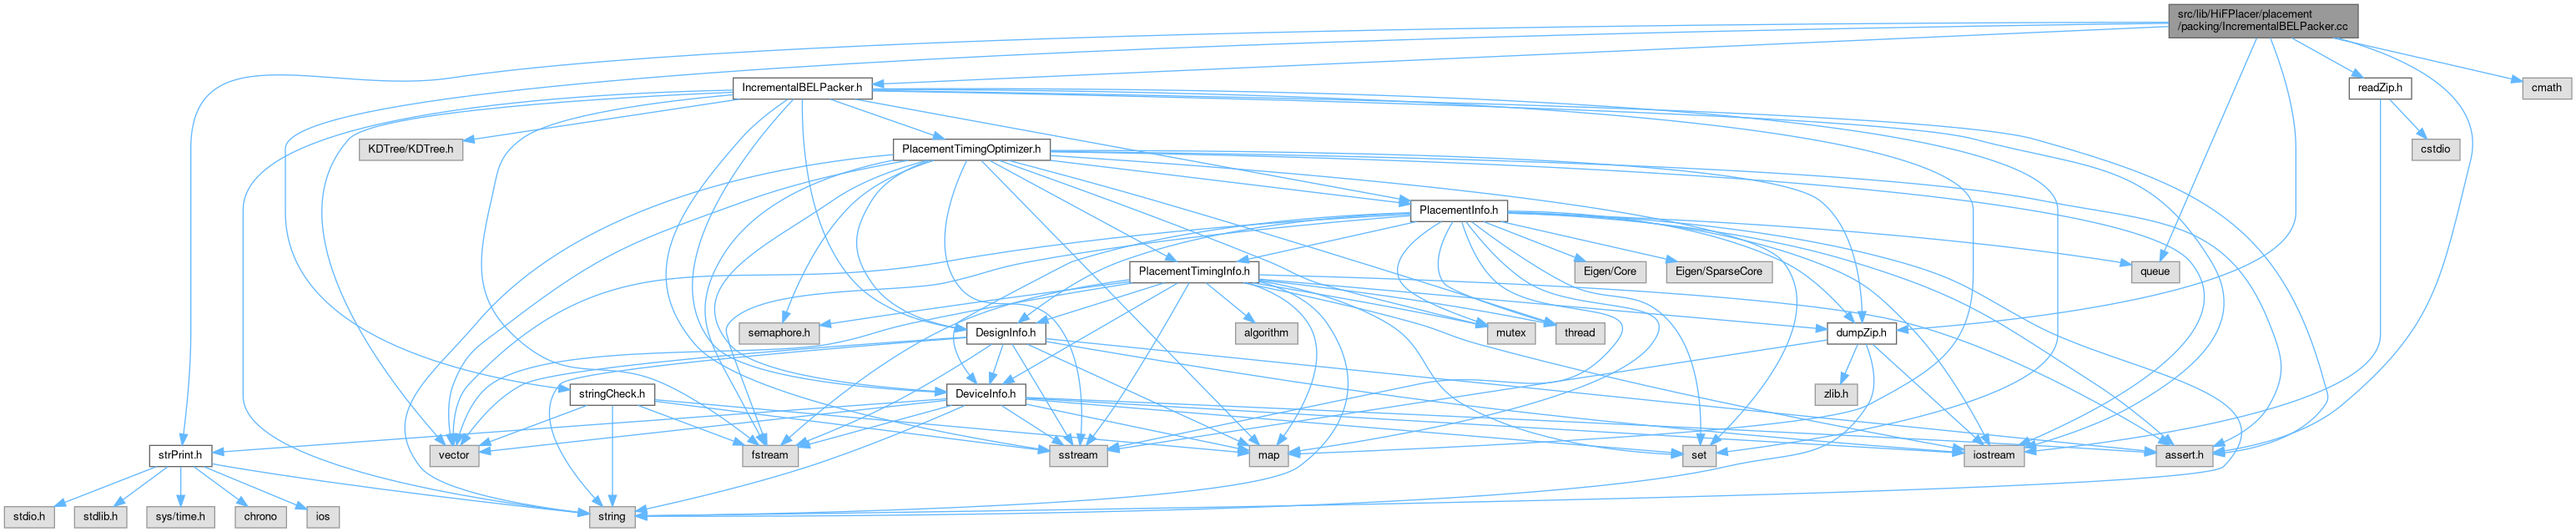 src/lib/HiFPlacer/placement
/packing/IncrementalBELPacker.cc
IncrementalBELPacker.h
readZip.h
cmath
KDTree/KDTree.h
PlacementTimingOptimizer.h
cstdio
PlacementInfo.h
PlacementTimingInfo.h
Eigen/Core
Eigen/SparseCore
queue
semaphore.h
DesignInfo.h
algorithm
mutex
thread
dumpZip.h
stringCheck.h
DeviceInfo.h
zlib.h
strPrint.h
vector
fstream
sstream
map
set
iostream
assert.h
stdio.h
stdlib.h
sys/time.h
chrono
ios
string